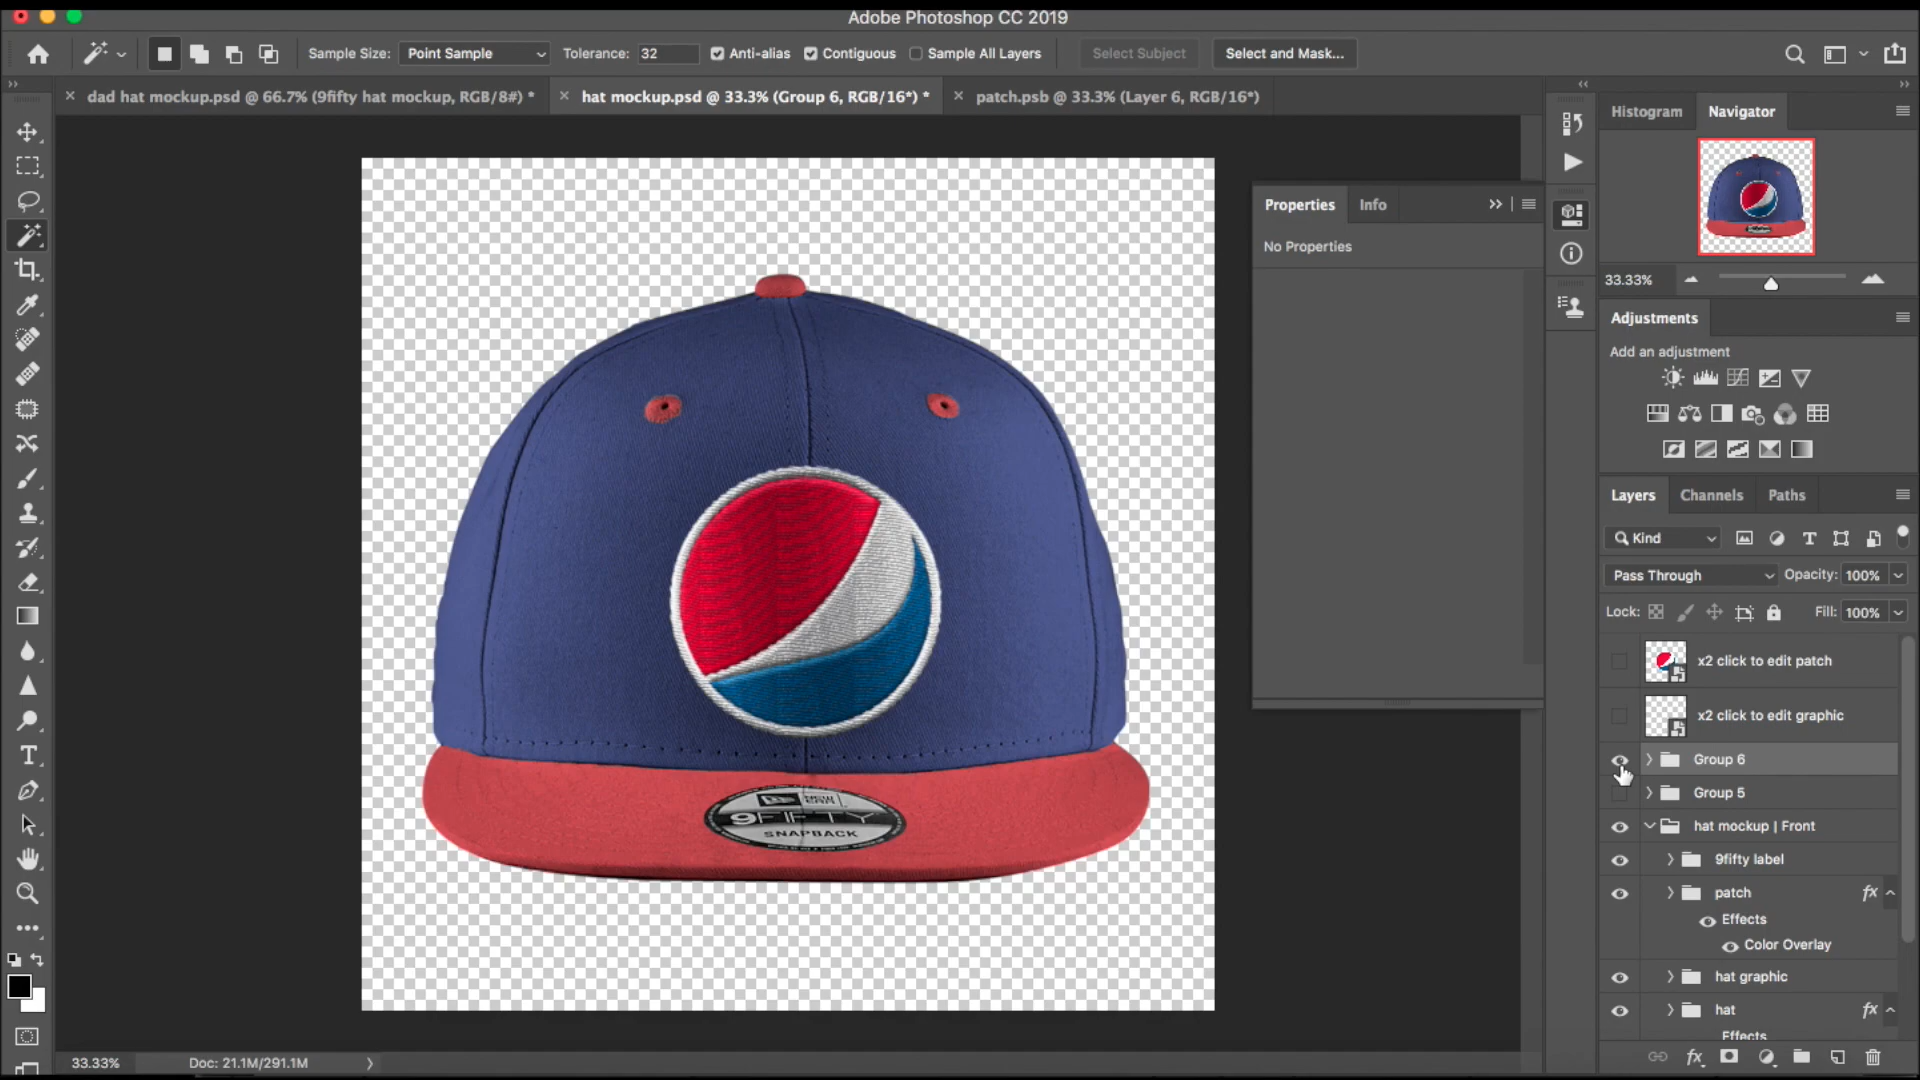 Adobe Photoshop CC 2019
Sample Size: Point Sample Tolerance: 32 Anti-alias Contiguous Sample All Layers Select Subject Select and Mask...
dad hat mockup.psd @ 66.7% (9fifty hat mockup, RGB/8#) * hat mockup.psd @ 33.3% (Group 6, RGB/16*) * patch.psb @ 33.3% (Layer 6, RGB/16*)
Histogram Navigator
Properties Info
No Properties
33.33%
Adjustments
Add an adjustment
Layers Channels Paths
Kind
Pass Through Opacity: 100%
Lock: Fill: 100%
x2 click to edit patch
x2 click to edit graphic
Group 6
Group 5
hat mockup | Front
9fifty label
patch fx
Effects
Color Overlay
hat graphic
hat fx
Effects
NEW ERA
9FIFTY
SNAPBACK
33.33% Doc: 21.1M/291.1M